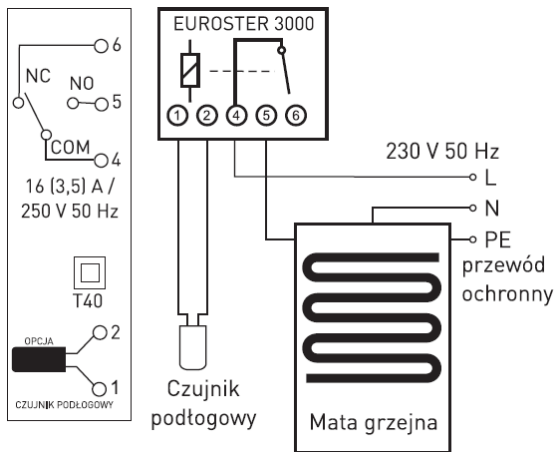 6
NC
NO
5
COM
4
16 (3,5) A /
250 V 50 Hz
T40
OPCJA
2
1
CZUJNIK PODŁOGOWY
EUROSTER 3000
1 2 4 5 6
230 V 50 Hz
L
N
PE
przewód
ochronny
Czujnik
podłogowy
Mata grzejna